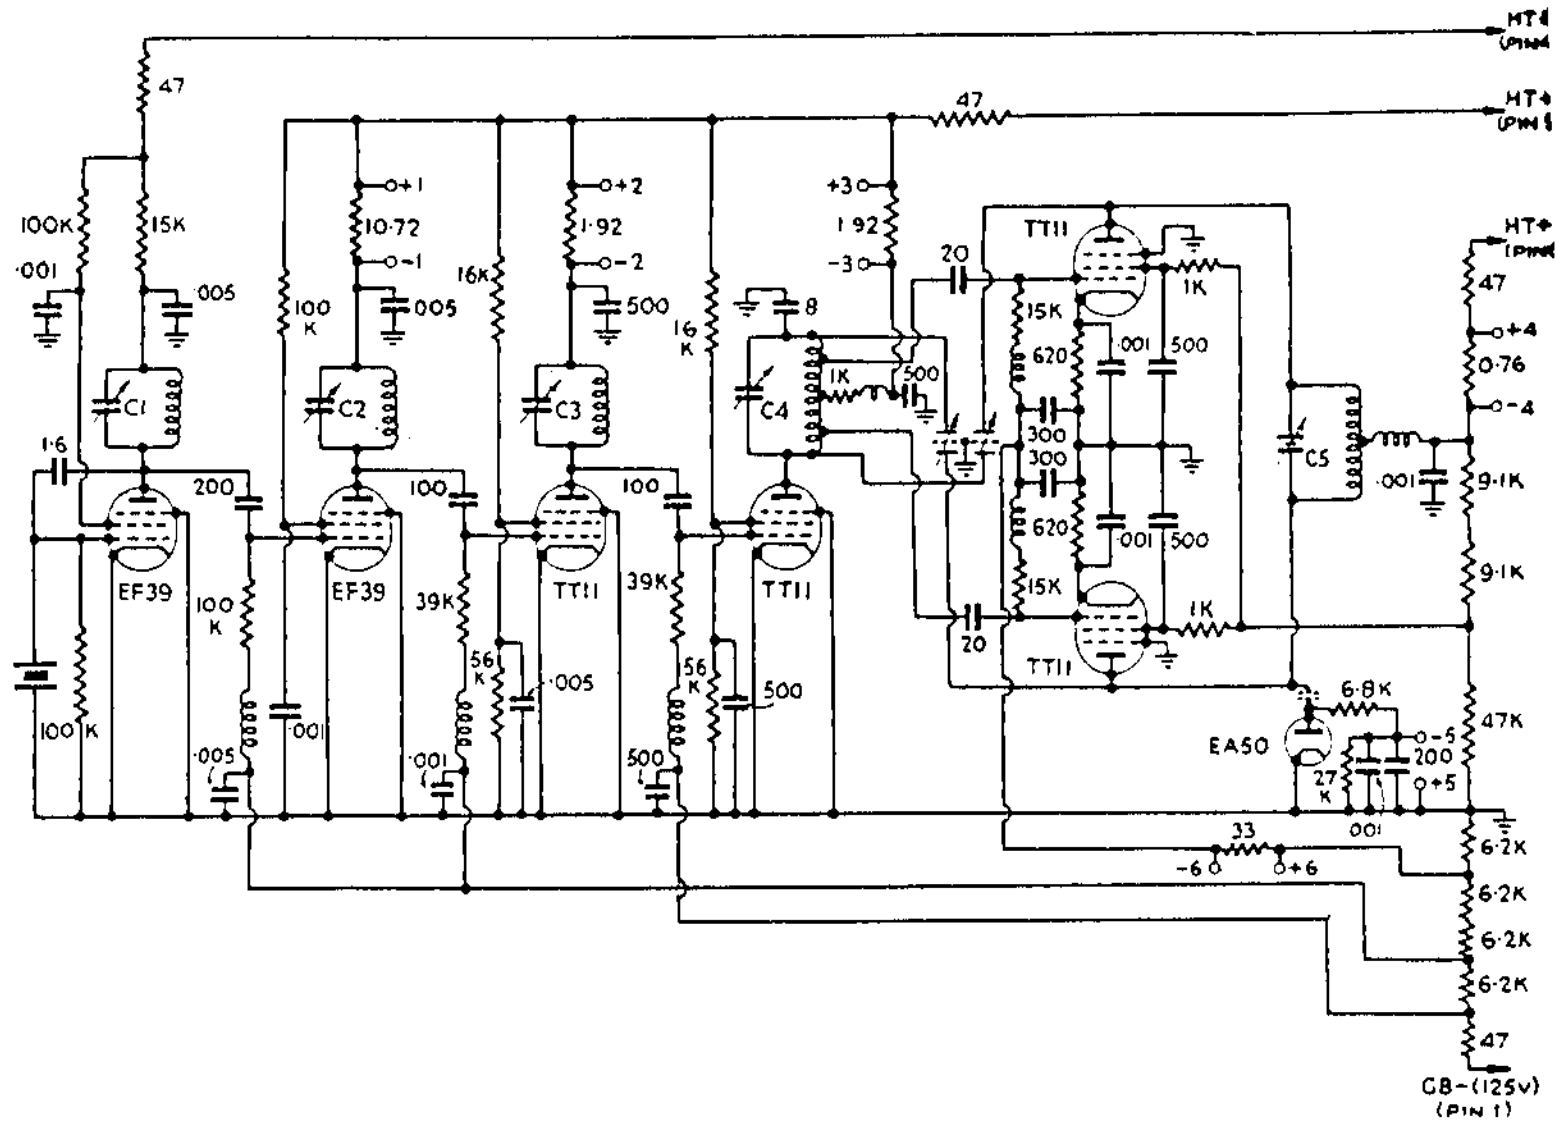 HT+
(PIN
47
HT+
(PIN
47
+1
+2
+3
TT11
HT+
(PIN
100K
15K
10.72
1.92
1.92
20
1K
47
.001
.005
-1
-2
-3
16K
100
K
.005
500
16
K
8
15K
620
.001
500
+4
0.76
-4
C1
C2
C3
C4
1K
500
300
300
C5
1.6
200
100
100
.001
9.1K
620
.001
500
EF39
EF39
TT11
TT11
15K
9.1K
100
K
39K
39K
20
1K
TT11
56
K
.005
56
K
500
6.8K
47K
100K
.005
.001
.001
500
EA50
-5
200
27
K
+5
.001
33
6.2K
-6
+6
6.2K
6.2K
6.2K
47
GB-(125V)
(PIN 1)